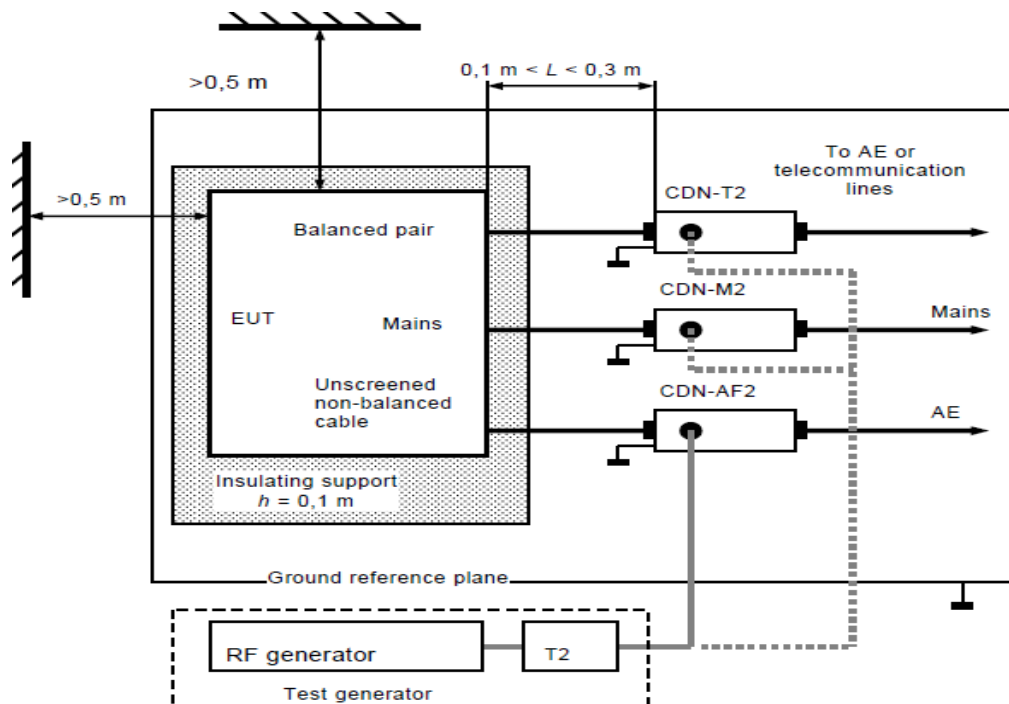 >0,5 m
0,1 m < L < 0,3 m
To AE or
telecommunication
lines
>0,5 m
CDN-T2
Balanced pair
CDN-M2
EUT
Mains
Mains
Unscreened
non-balanced
cable
CDN-AF2
AE
Insulating support
h = 0,1 m
Ground reference plane
RF generator
T2
Test generator